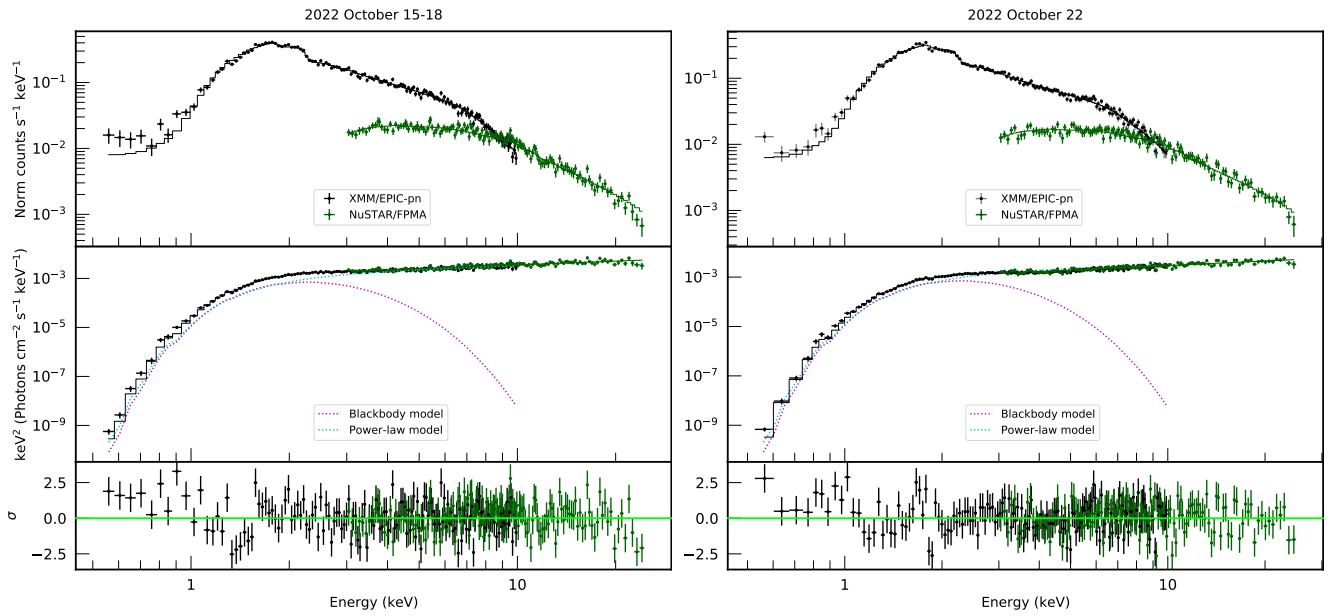 2022 October 15-18
2022 October 22
Norm counts s⁻¹ keV⁻¹
10⁻¹
10⁻²
10⁻³
XMM/EPIC-pn
NuSTAR/FPMA
10⁻¹
10⁻²
10⁻³
XMM/EPIC-pn
NuSTAR/FPMA
keV² (Photons cm⁻² s⁻¹ keV⁻¹)
10⁻³
10⁻⁵
10⁻⁷
10⁻⁹
Blackbody model
Power-law model
10⁻³
10⁻⁵
10⁻⁷
10⁻⁹
Blackbody model
Power-law model
σ
2.5
0.0
−2.5
1
10
Energy (keV)
2.5
0.0
−2.5
1
10
Energy (keV)